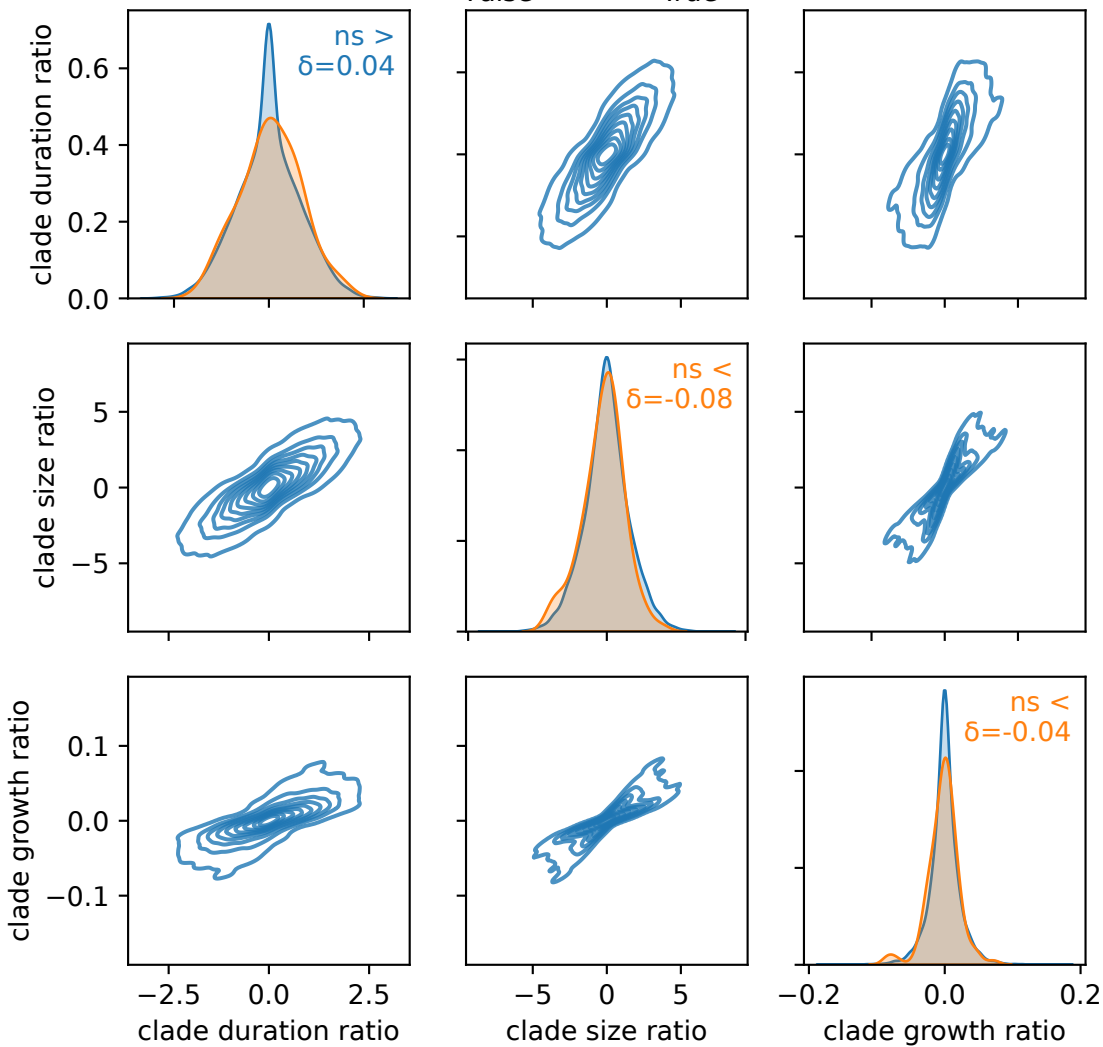 ns >
δ=0.04
clade duration ratio
0.6
0.4
0.2
0.0
−5
5
ns <
δ=-0.08
clade size ratio
5
0
−5
ns <
δ=-0.04
clade growth ratio
0.1
0.0
−0.1
−2.5 0.0 2.5
−5 0 5
−0.2 0.0 0.2
clade duration ratio
clade size ratio
clade growth ratio